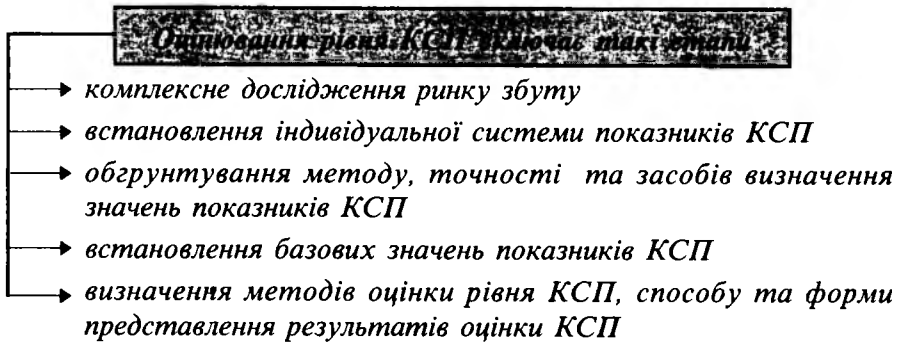 Оцінювання рівня КСП включає такі етапи
комплексне дослідження ринку збуту
встановлення індивідуальної системи показників КСП
обгрунтування методу, точності та засобів визначення
значень показників КСП
встановлення базових значень показників КСП
визначення методів оцінки рівня КСП, способу та форми
представлення результатів оцінки КСП